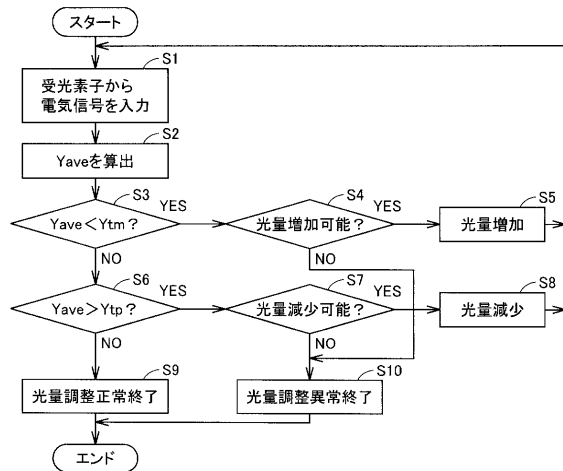 スタート
S1
受光素子から
電気信号を入力
S2
Yaveを算出
S3
Yave<Ytm?
YES
NO
S4
光量増加可能?
YES
NO
S5
光量増加
S6
Yave>Ytp?
YES
NO
S7
光量減少可能?
YES
NO
S8
光量減少
S9
光量調整正常終了
S10
光量調整異常終了
エンド